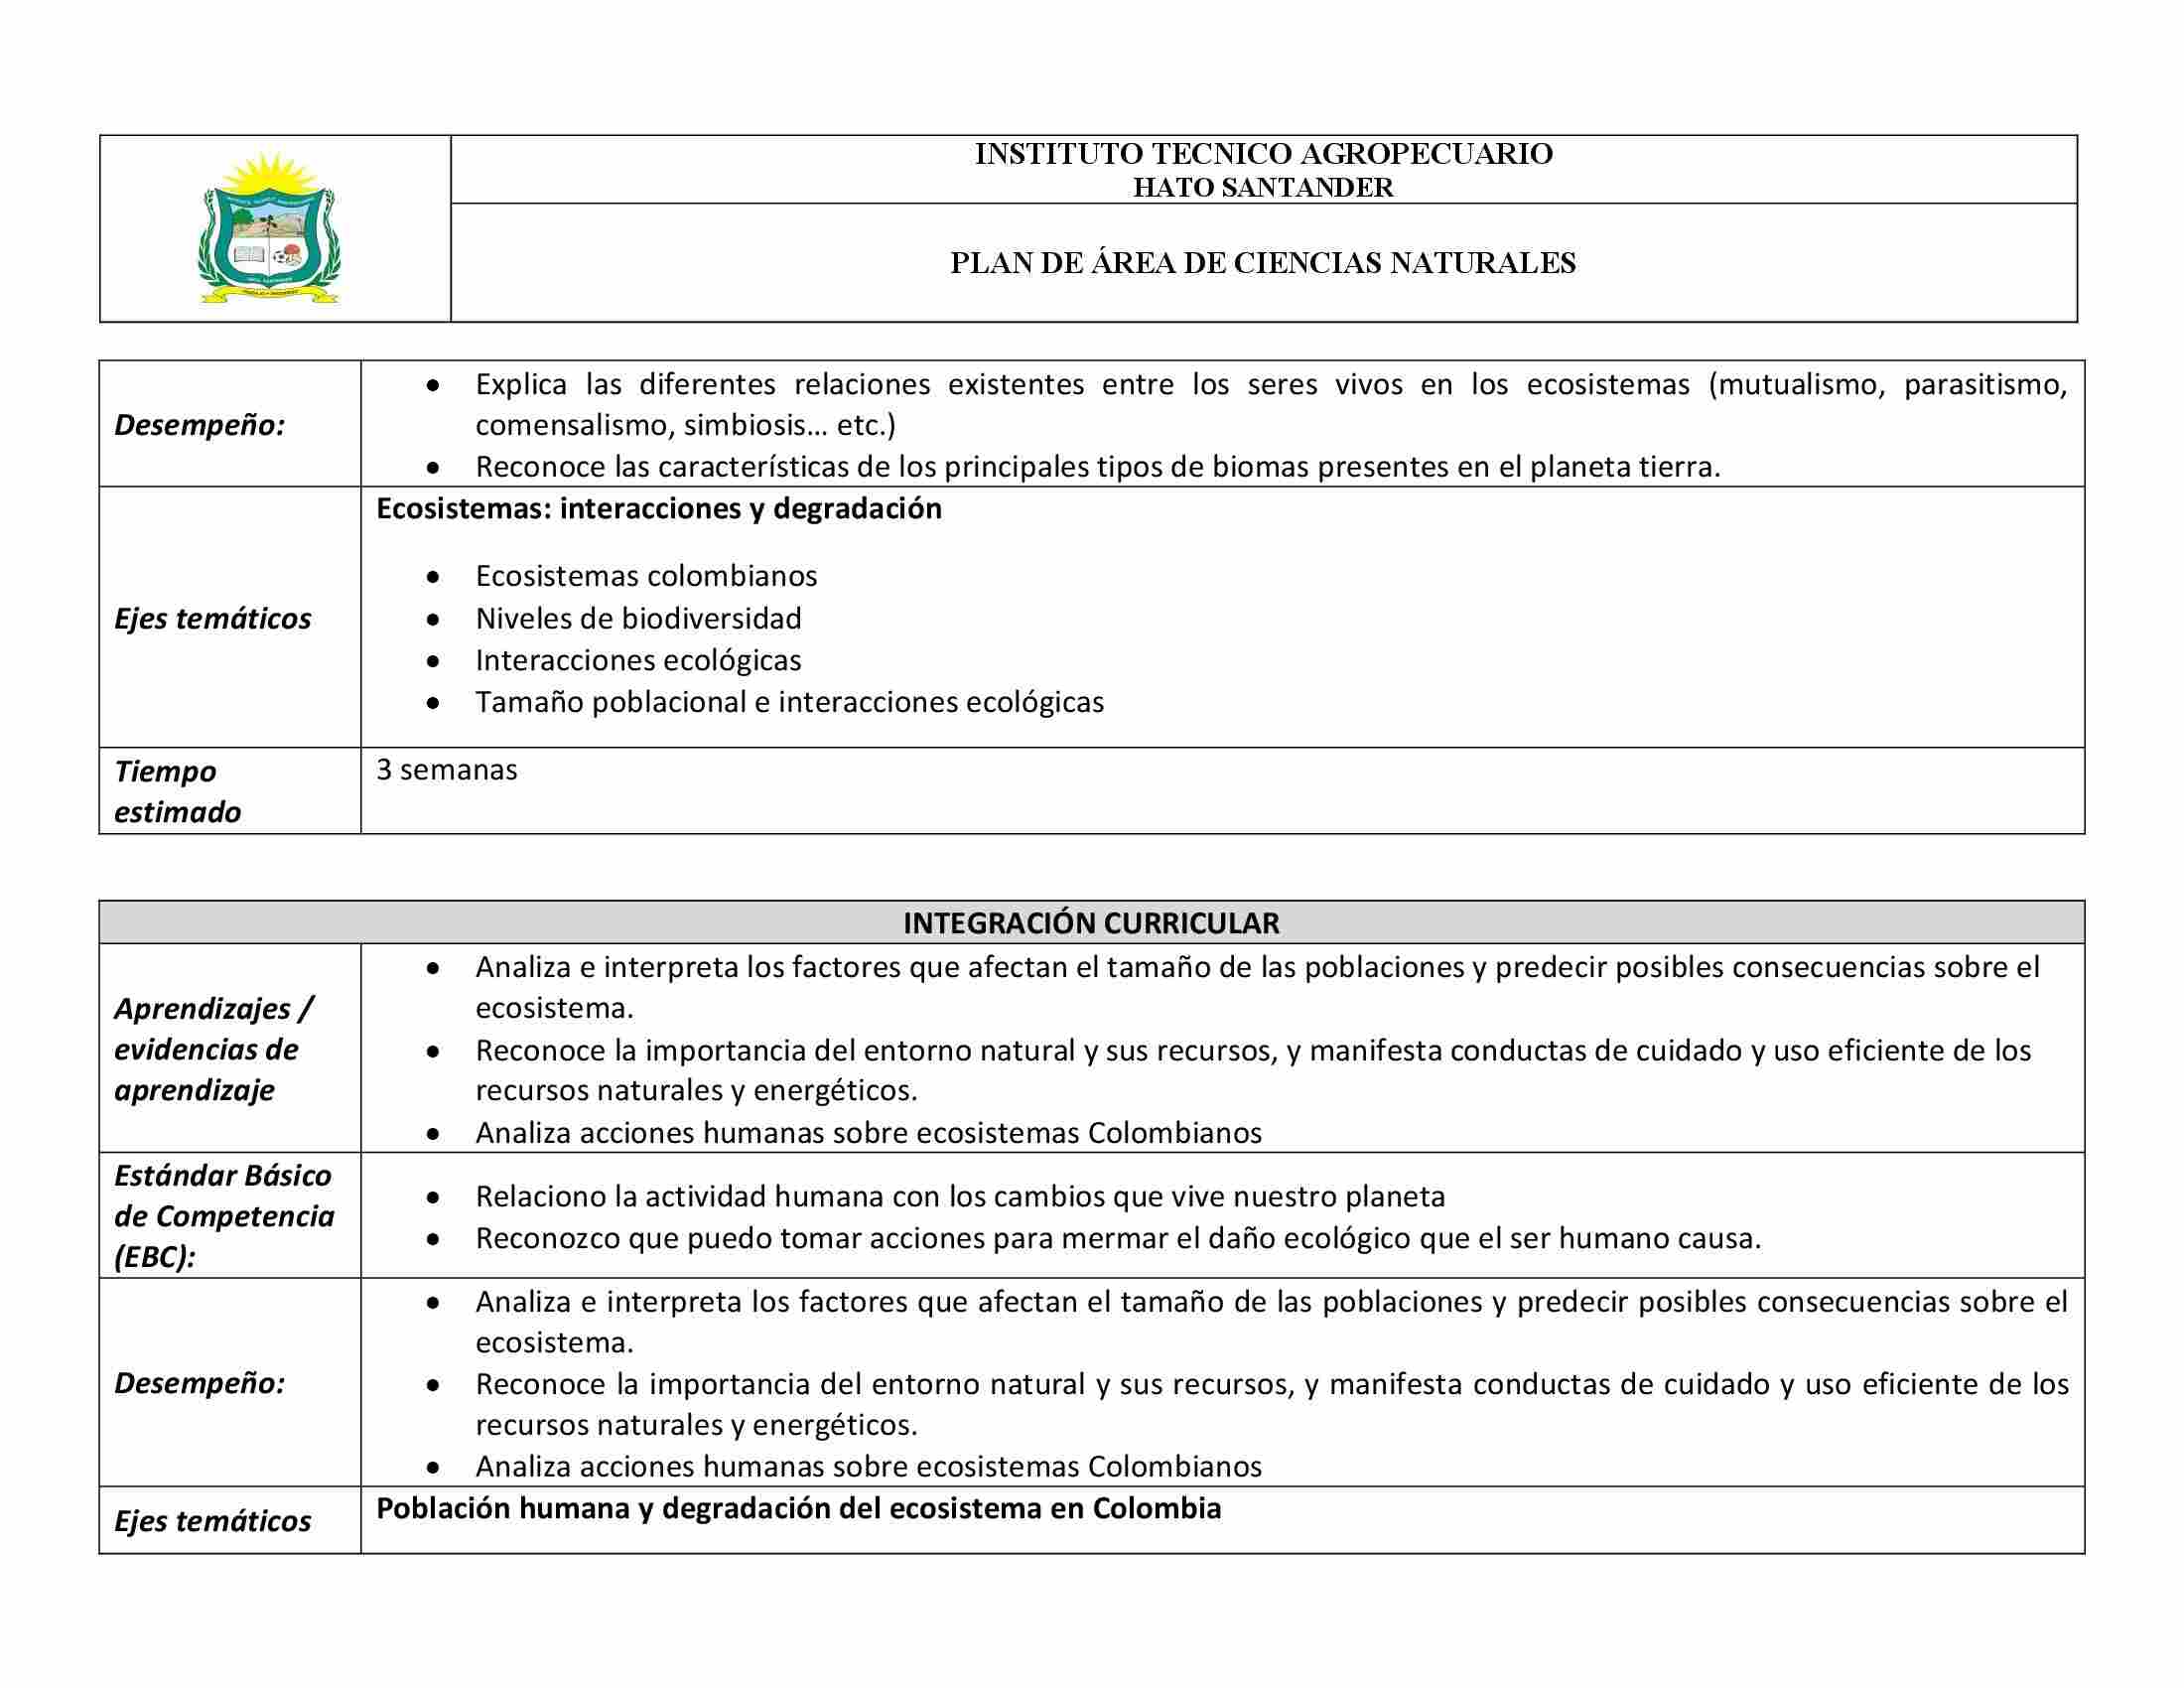 INSTITUTO TECNICO AGROPECUARIO
HATO SANTANDER
PLAN DE ÁREA DE CIENCIAS NATURALES
Desempeño:
• Explica las diferentes relaciones existentes entre los seres vivos en los ecosistemas (mutualismo, parasitismo,
comensalismo, simbiosis... etc.)
• Reconoce las características de los principales tipos de biomas presentes en el planeta tierra.
Ejes temáticos
Ecosistemas: interacciones y degradación
• Ecosistemas colombianos
• Niveles de biodiversidad
• Interacciones ecológicas
• Tamaño poblacional e interacciones ecológicas
Tiempo
estimado
3 semanas
INTEGRACIÓN CURRICULAR
Aprendizajes /
evidencias de
aprendizaje
• Analiza e interpreta los factores que afectan el tamaño de las poblaciones y predecir posibles consecuencias sobre el
ecosistema.
• Reconoce la importancia del entorno natural y sus recursos, y manifesta conductas de cuidado y uso eficiente de los
recursos naturales y energéticos.
• Analiza acciones humanas sobre ecosistemas Colombianos
Estándar Básico
de Competencia
(EBC):
• Relaciono la actividad humana con los cambios que vive nuestro planeta
• Reconozco que puedo tomar acciones para mermar el daño ecológico que el ser humano causa.
Desempeño:
• Analiza e interpreta los factores que afectan el tamaño de las poblaciones y predecir posibles consecuencias sobre el
ecosistema.
• Reconoce la importancia del entorno natural y sus recursos, y manifesta conductas de cuidado y uso eficiente de los
recursos naturales y energéticos.
• Analiza acciones humanas sobre ecosistemas Colombianos
Ejes temáticos
Población humana y degradación del ecosistema en Colombia